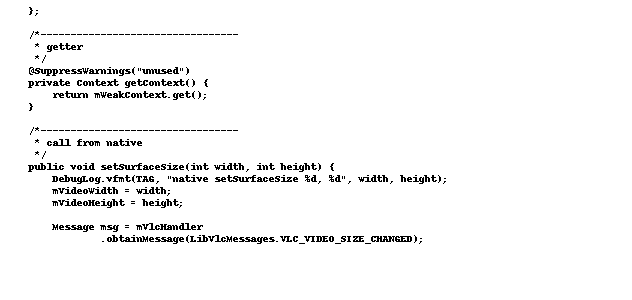 };
/*---------------------------------
* getter
*/
@SuppressWarnings("unused")
private Context getContext() {
return mWeakContext.get();
}
/*---------------------------------
* call from native
*/
public void setSurfaceSize(int width, int height) {
DebugLog.vfmt(TAG, "native setSurfaceSize %d, %d", width, height);
mVideoWidth = width;
mVideoHeight = height;
Message msg = mVlcHandler
.obtainMessage(LibVlcMessages.VLC_VIDEO_SIZE_CHANGED);